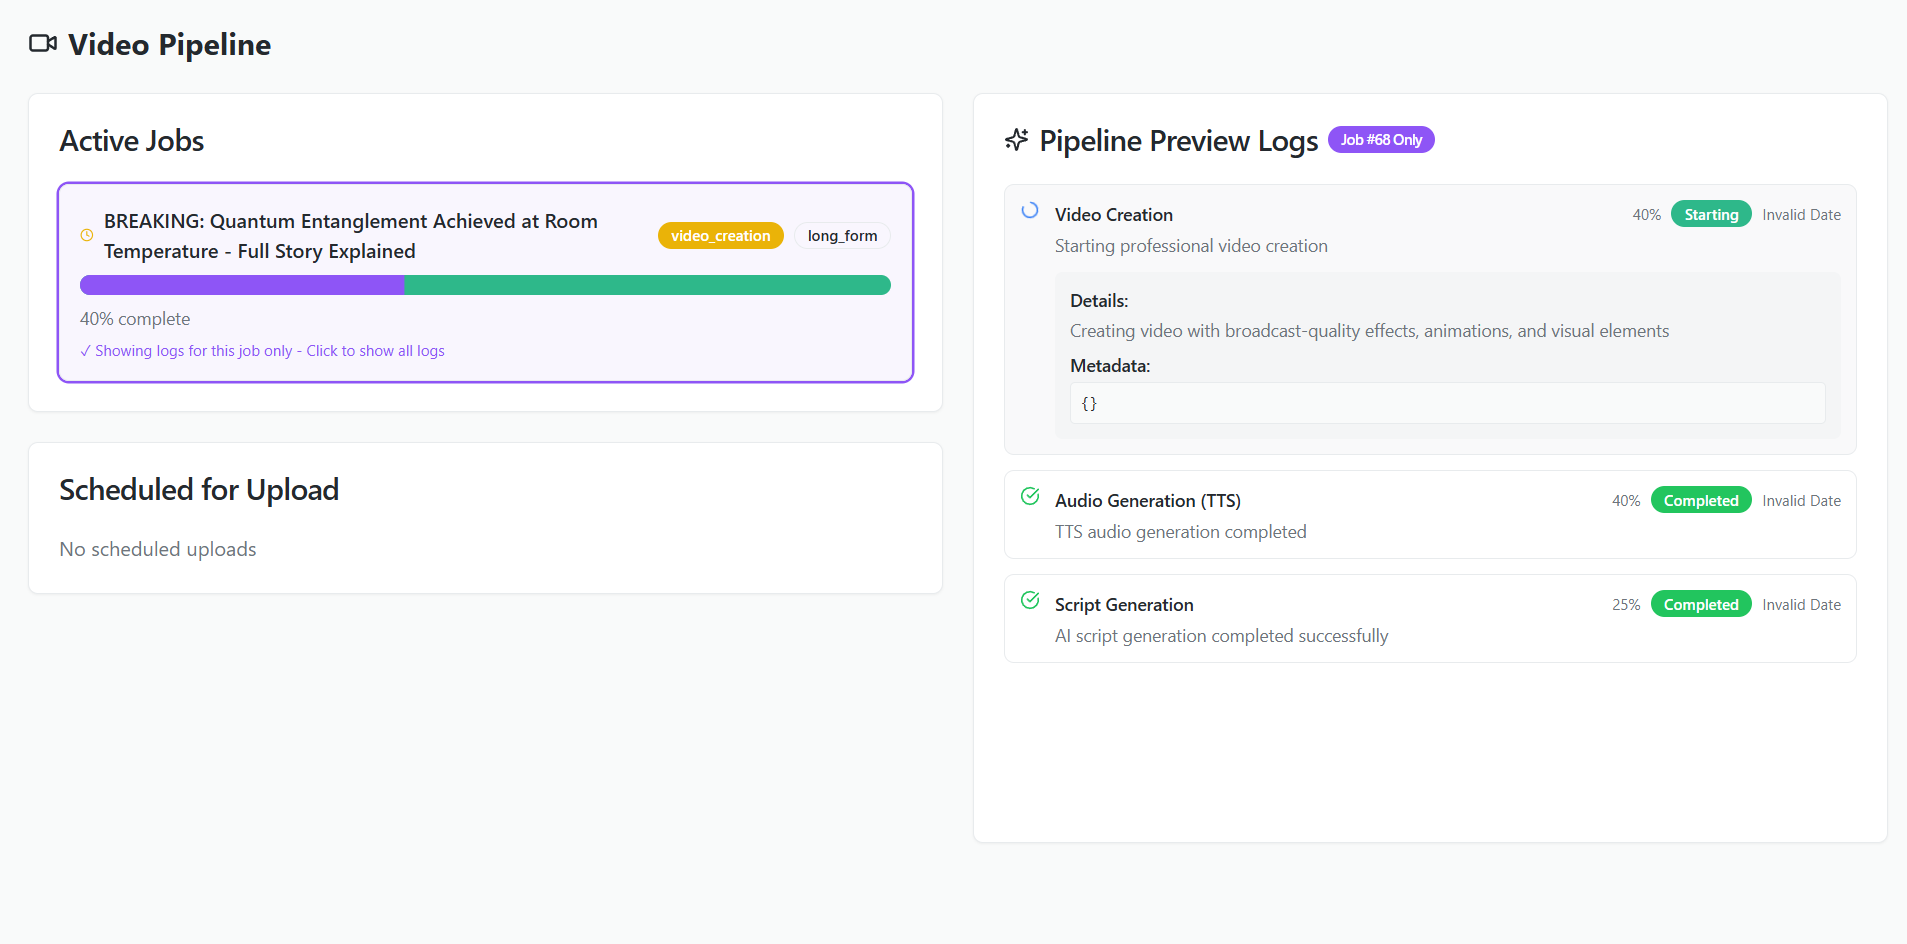 Video Pipeline
Active Jobs
BREAKING: Quantum Entanglement Achieved at Room
Temperature - Full Story Explained
video_creation
long_form
40% complete
✓ Showing logs for this job only - Click to show all logs
Scheduled for Upload
No scheduled uploads
Pipeline Preview Logs
Job #68 Only
Video Creation
40%
Starting
Invalid Date
Starting professional video creation
Details:
Creating video with broadcast-quality effects, animations, and visual elements
Metadata:
{}
Audio Generation (TTS)
40%
Completed
Invalid Date
TTS audio generation completed
Script Generation
25%
Completed
Invalid Date
AI script generation completed successfully